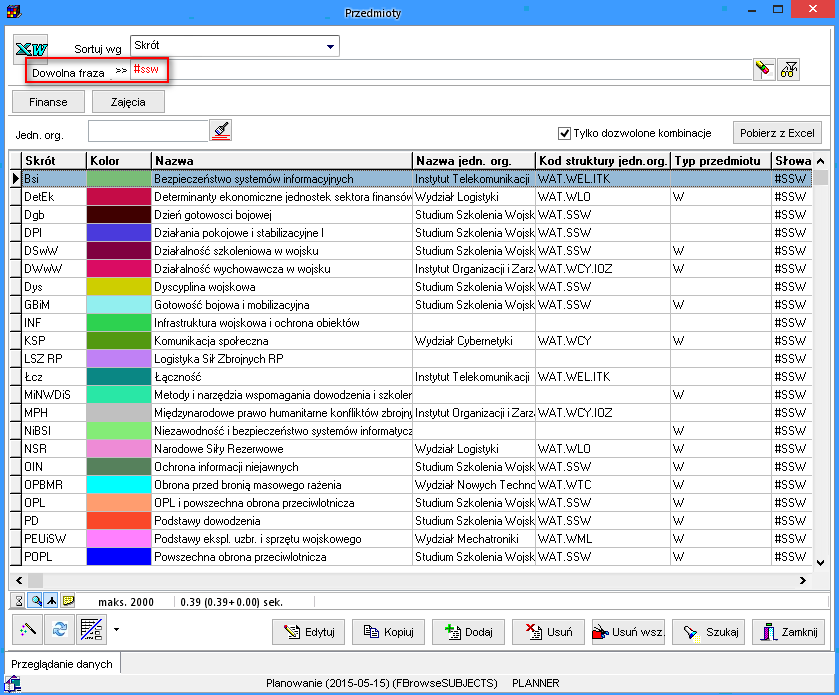 Przedmioty
XW Sortuj wg Skrót
Dowolna fraza >> #ssw
Finanse Zajęcia
Jedn. org. Tylko dozwolone kombinacje Pobierz z Excel
Skrót Kolor Nazwa Nazwa jedn. org. Kod struktury jedn.org. Typ przedmiotu Słowa
Bsi Bezpieczeństwo systemów informacyjnych Instytut Telekomunikacji WAT.WEL.ITK #SSW
DetEk Determinanty ekonomiczne jednostek sektora finansów Wydział Logistyki WAT.WLO W #SSW
Dgb Dzień gotowosci bojowej Studium Szkolenia Wojsk WAT.SSW #SSW
DPI Działania pokojowe i stabilizacyjne I Studium Szkolenia Wojsk WAT.SSW #SSW
DSwW Działalność szkoleniowa w wojsku Studium Szkolenia Wojsk WAT.SSW W #SSW
DWwW Działalność wychowawcza w wojsku Instytut Organizacji i Zarz WAT.WCY.IOZ W #SSW
Dys Dyscyplina wojskowa Studium Szkolenia Wojsk WAT.SSW #SSW
GBiM Gotowość bojowa i mobilizacyjna Studium Szkolenia Wojsk WAT.SSW W #SSW
INF Infrastruktura wojskowa i ochrona obiektów #SSW
KSP Komunikacja społeczna Wydział Cybernetyki WAT.WCY W #SSW
LSZ RP Logistyka Sił Zbrojnych RP #SSW
Łcz Łączność Instytut Telekomunikacji WAT.WEL.ITK #SSW
MiNWDiS Metody i narzędzia wspomagania dowodzenia i szkoler W #SSW
MPH Międzynarodowe prawo humanitarne konfliktów zbrojny Instytut Organizacji i Zarz WAT.WCY.IOZ #SSW
NiBSI Niezawodność i bezpieczeństwo systemów informatycz W #SSW
NSR Narodowe Siły Rezerwowe Wydział Logistyki WAT.WLO W #SSW
OIN Ochrona informacji niejawnych Studium Szkolenia Wojsk WAT.SSW W #SSW
OPBMR Obrona przed bronią masowego rażenia Wydział Nowych Techno WAT.WTC W #SSW
OPL OPL i powszechna obrona przeciwlotnicza Studium Szkolenia Wojsk WAT.SSW W #SSW
PD Podstawy dowodzenia Studium Szkolenia Wojsk WAT.SSW W #SSW
PEUiSW Podstawy ekspl. uzbr. i sprzętu wojskowego Wydział Mechatroniki WAT.WML W #SSW
POPL Powszechna obrona przeciwlotnicza Studium Szkolenia Wojsk WAT.SSW W #SSW
maks. 2000 0.39 (0.39+0.00) sek.
Edytuj Kopiuj Dodaj Usuń Usuń wsz. Szukaj Zamknij
Przeglądanie danych
Planowanie (2015-05-15) (FBrowseSUBJECTS) PLANNER